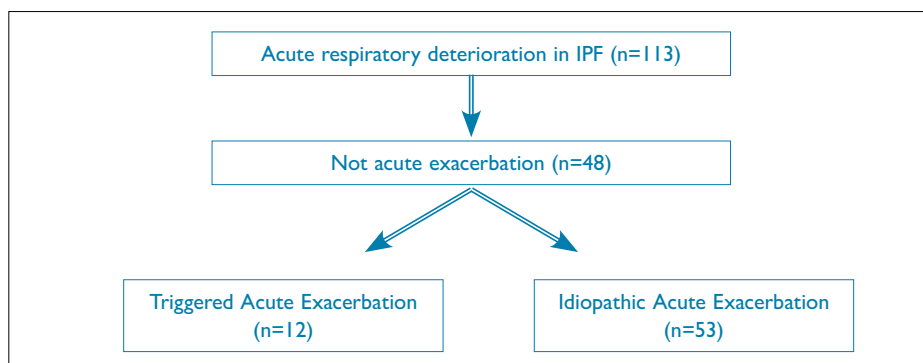 Acute respiratory deterioration in IPF (n=113)
Not acute exacerbation (n=48)
Triggered Acute Exacerbation
(n=12)
Idiopathic Acute Exacerbation
(n=53)